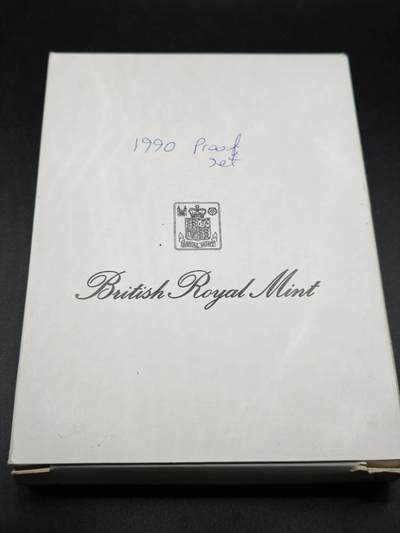 1990 Proof
set
British Royal Mint